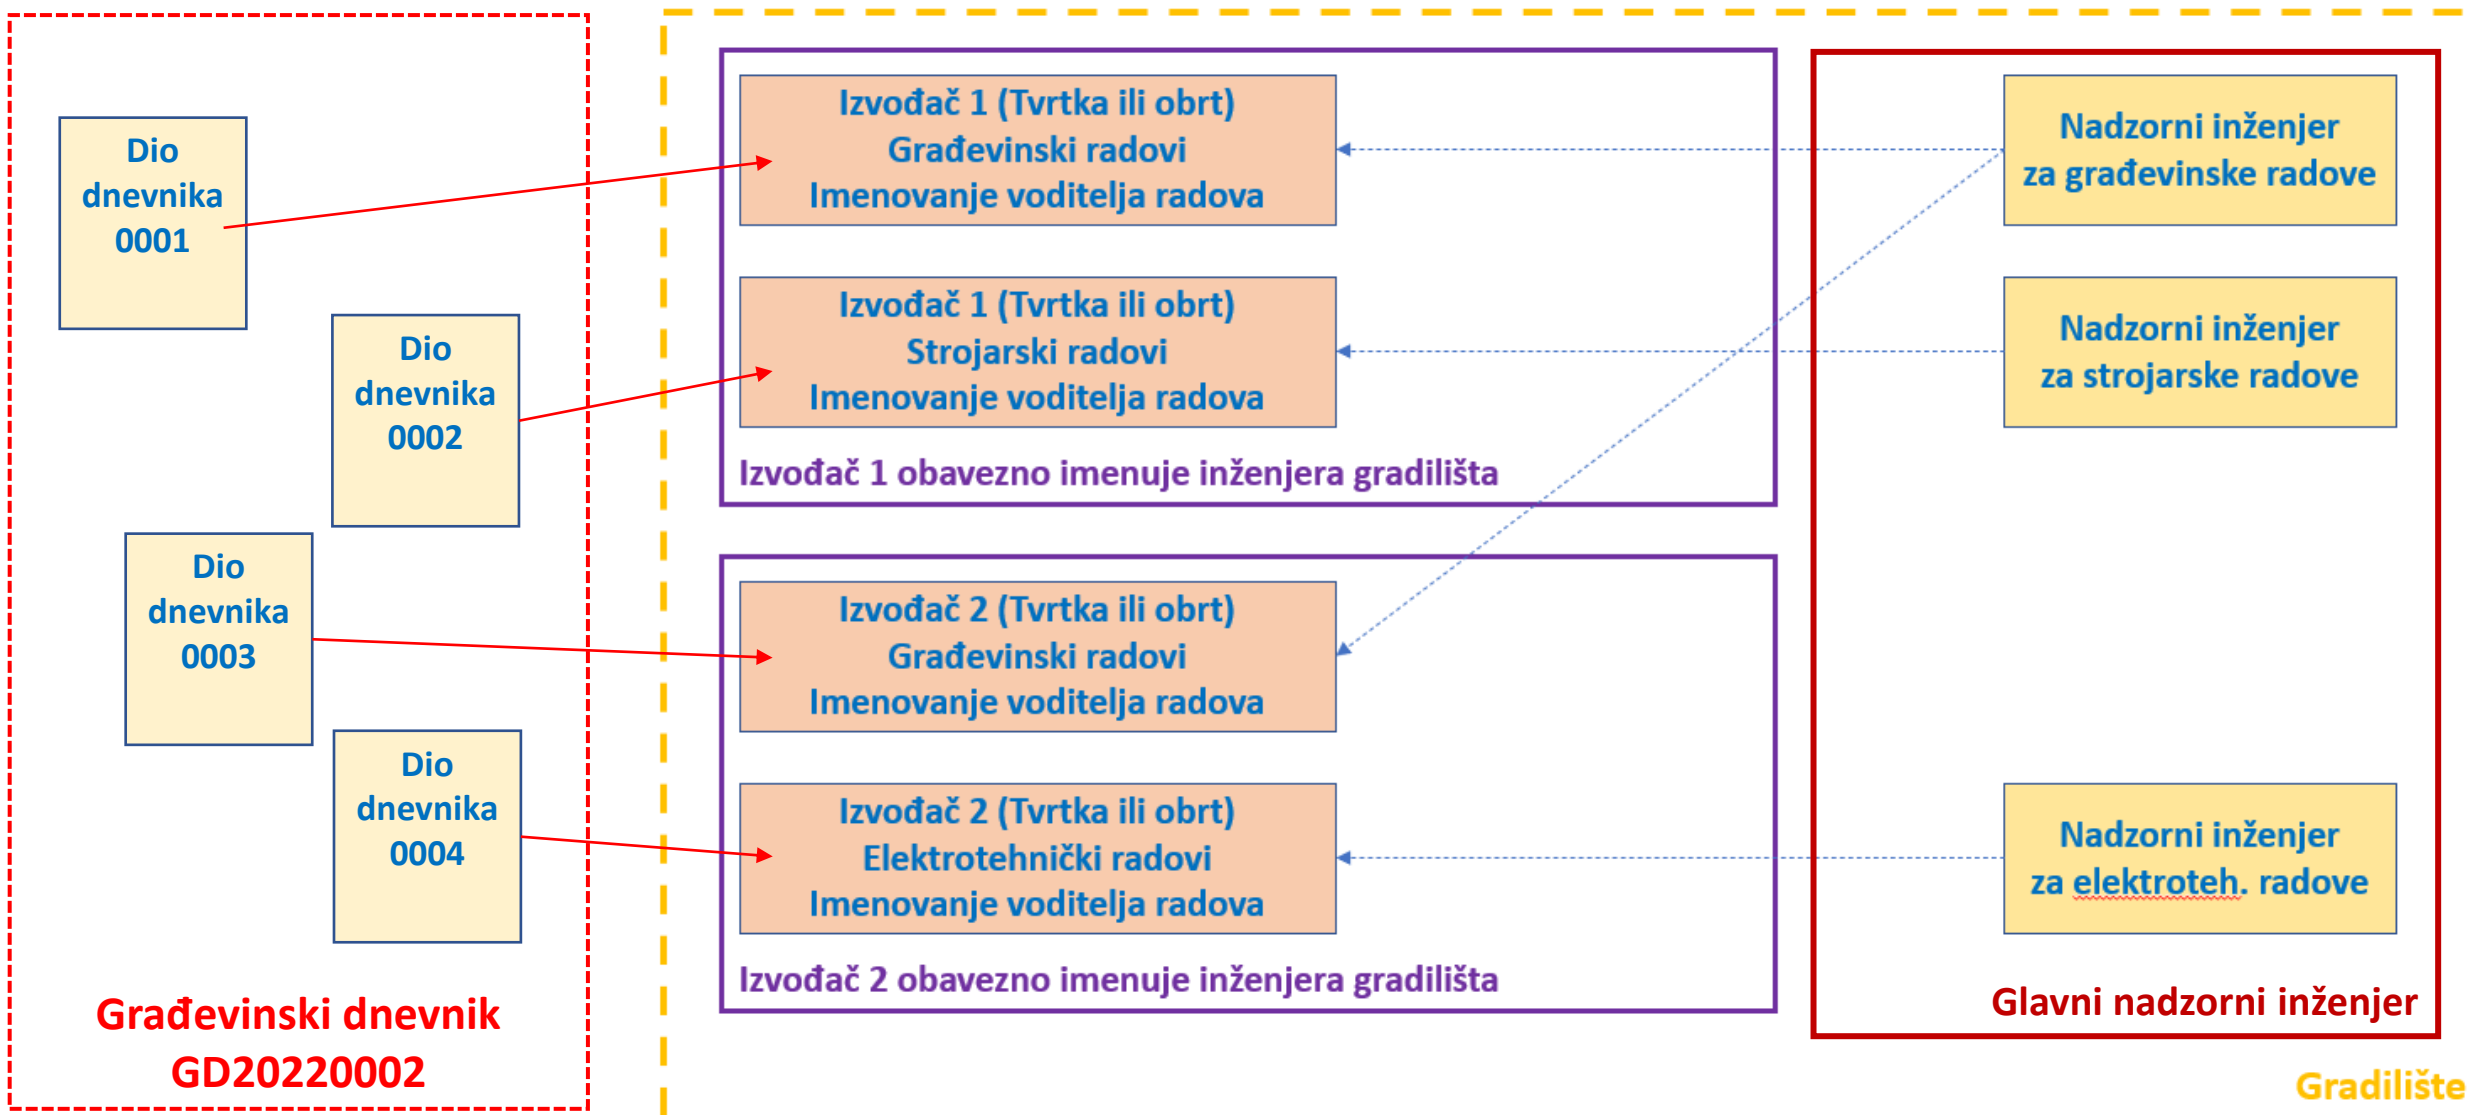 Dio
dnevnika
0001
Dio
dnevnika
0002
Dio
dnevnika
0003
Dio
dnevnika
0004
Građevinski dnevnik
GD20220002
Izvođač 1 (Tvrtka ili obrt)
Građevinski radovi
Imenovanje voditelja radova
Izvođač 1 (Tvrtka ili obrt)
Strojarski radovi
Imenovanje voditelja radova
Izvođač 1 obavezno imenuje inženjera gradilišta
Izvođač 2 (Tvrtka ili obrt)
Građevinski radovi
Imenovanje voditelja radova
Izvođač 2 (Tvrtka ili obrt)
Elektrotehnički radovi
Imenovanje voditelja radova
Izvođač 2 obavezno imenuje inženjera gradilišta
Nadzorni inženjer
za građevinske radove
Nadzorni inženjer
za strojarske radove
Nadzorni inženjer
za elektroteh. radove
Glavni nadzorni inženjer
Gradilište